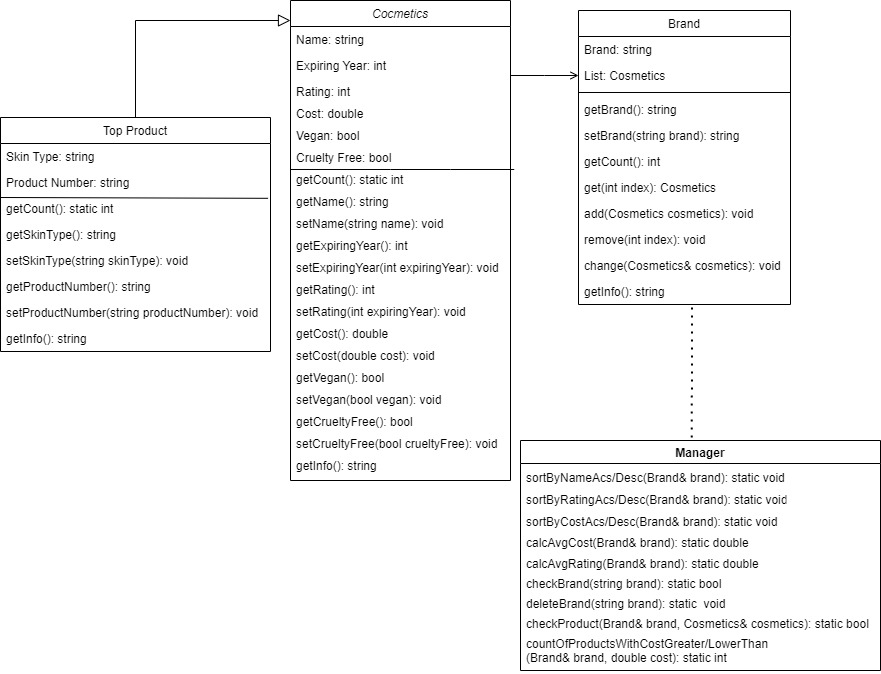 Cocmetics
Name: string
Expiring Year: int
Rating: int
Cost: double
Vegan: bool
Cruelty Free: bool
getCount(): static int
getName(): string
setName(string name): void
getExpiringYear(): int
setExpiringYear(int expiringYear): void
getRating(): int
setRating(int expiringYear): void
getCost(): double
setCost(double cost): void
getVegan(): bool
setVegan(bool vegan): void
getCrueltyFree(): bool
setCrueltyFree(bool crueltyFree): void
getInfo(): string
Brand
Brand: string
List: Cosmetics
getBrand(): string
setBrand(string brand): string
getCount(): int
get(int index): Cosmetics
add(Cosmetics cosmetics): void
remove(int index): void
change(Cosmetics& cosmetics): void
getInfo(): string
Top Product
Skin Type: string
Product Number: string
getCount(): static int
getSkinType(): string
setSkinType(string skinType): void
getProductNumber(): string
setProductNumber(string productNumber): void
getInfo(): string
Manager
sortByNameAcs/Desc(Brand& brand): static void
sortByRatingAcs/Desc(Brand& brand): static void
sortByCostAcs/Desc(Brand& brand): static void
calcAvgCost(Brand& brand): static double
calcAvgRating(Brand& brand): static double
checkBrand(string brand): static bool
deleteBrand(string brand): static void
checkProduct(Brand& brand, Cosmetics& cosmetics): static bool
countOfProductsWithCostGreater/LowerThan
(Brand& brand, double cost): static int